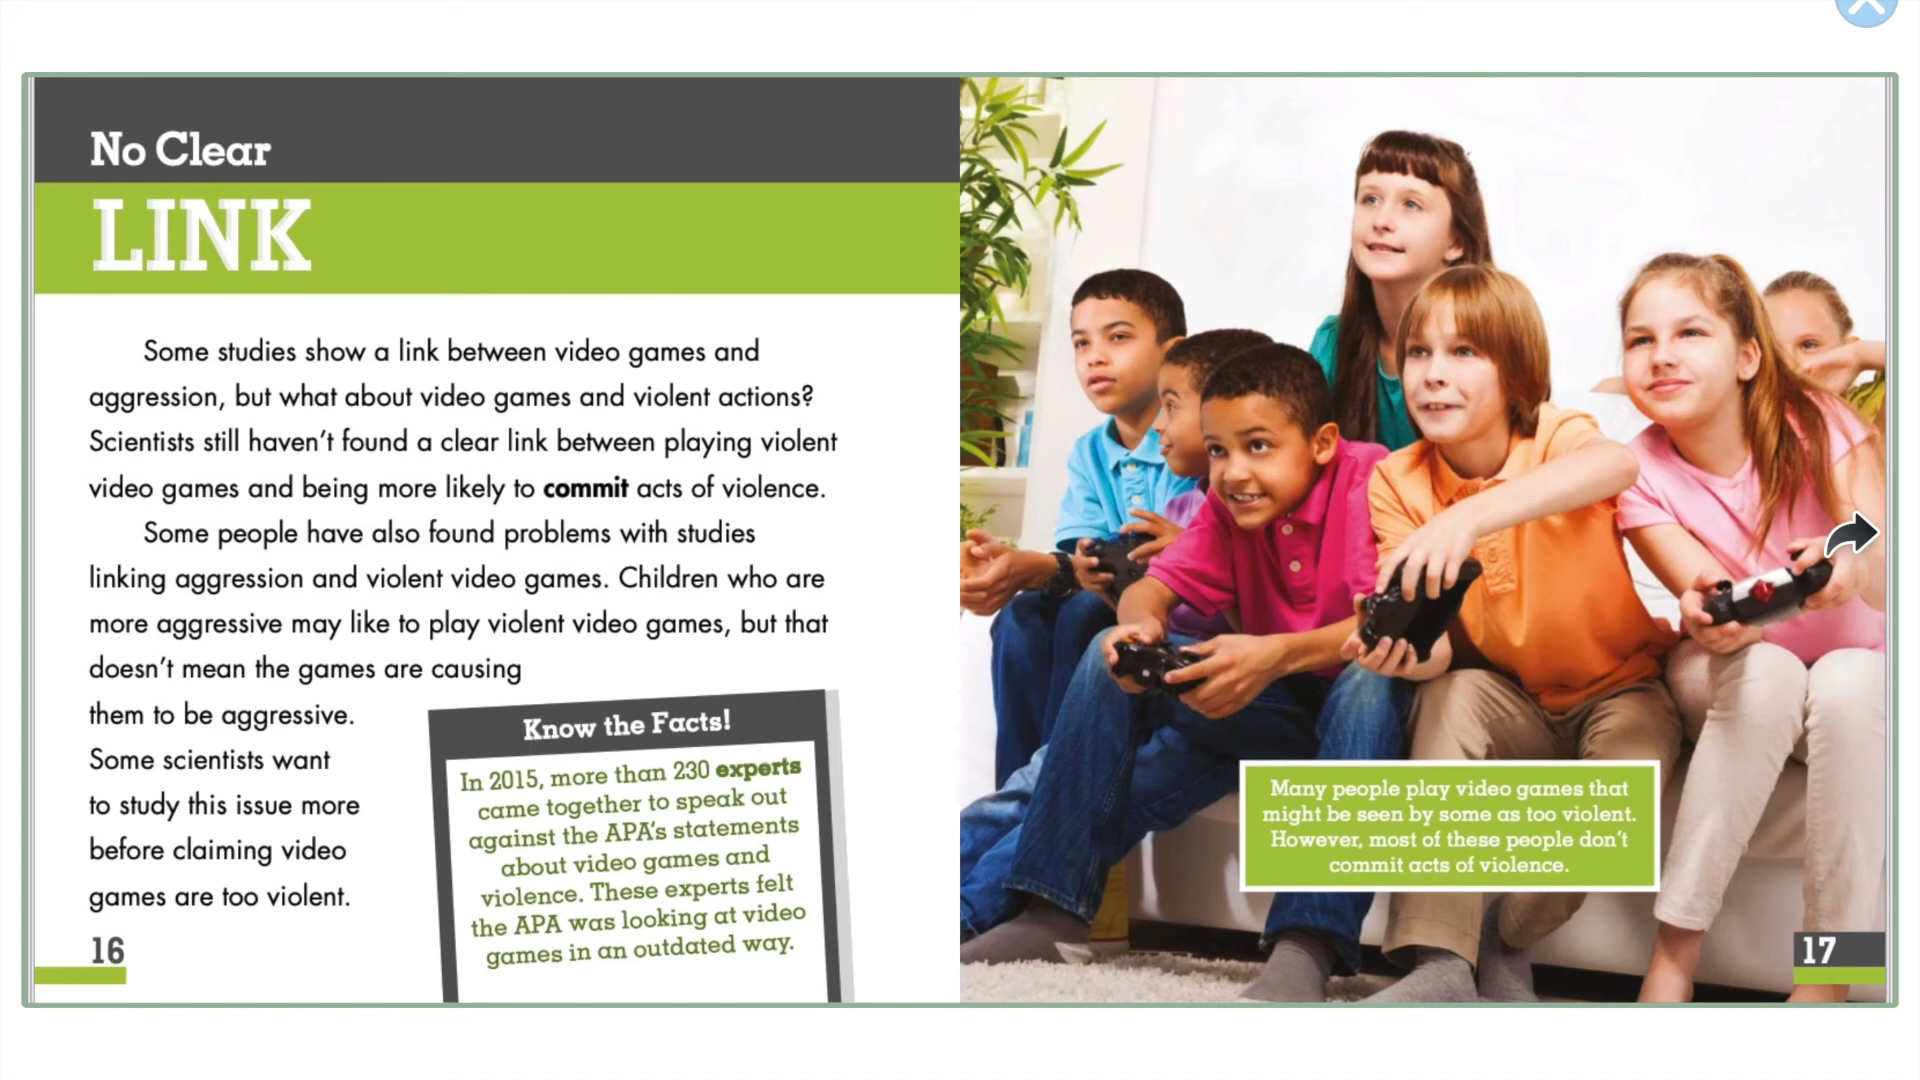 No Clear
LINK
Some studies show a link between video games and
aggression, but what about video games and violent actions?
Scientists still haven't found a clear link between playing violent
video games and being more likely to commit acts of violence.
Some people have also found problems with studies
linking aggression and violent video games. Children who are
more aggressive may like to play violent video games, but that
doesn't mean the games are causing
them to be aggressive.
Some scientists want
to study this issue more
before claiming video
games are too violent.
16
Know the Facts!
In 2015, more than 230 experts
came together to speak out
against the APA's statements
about video games and
violence. These experts felt
the APA was looking at video
games in an outdated way.
Many people play video games that
might be seen by some as too violent.
However, most of these people don't
commit acts of violence.
17